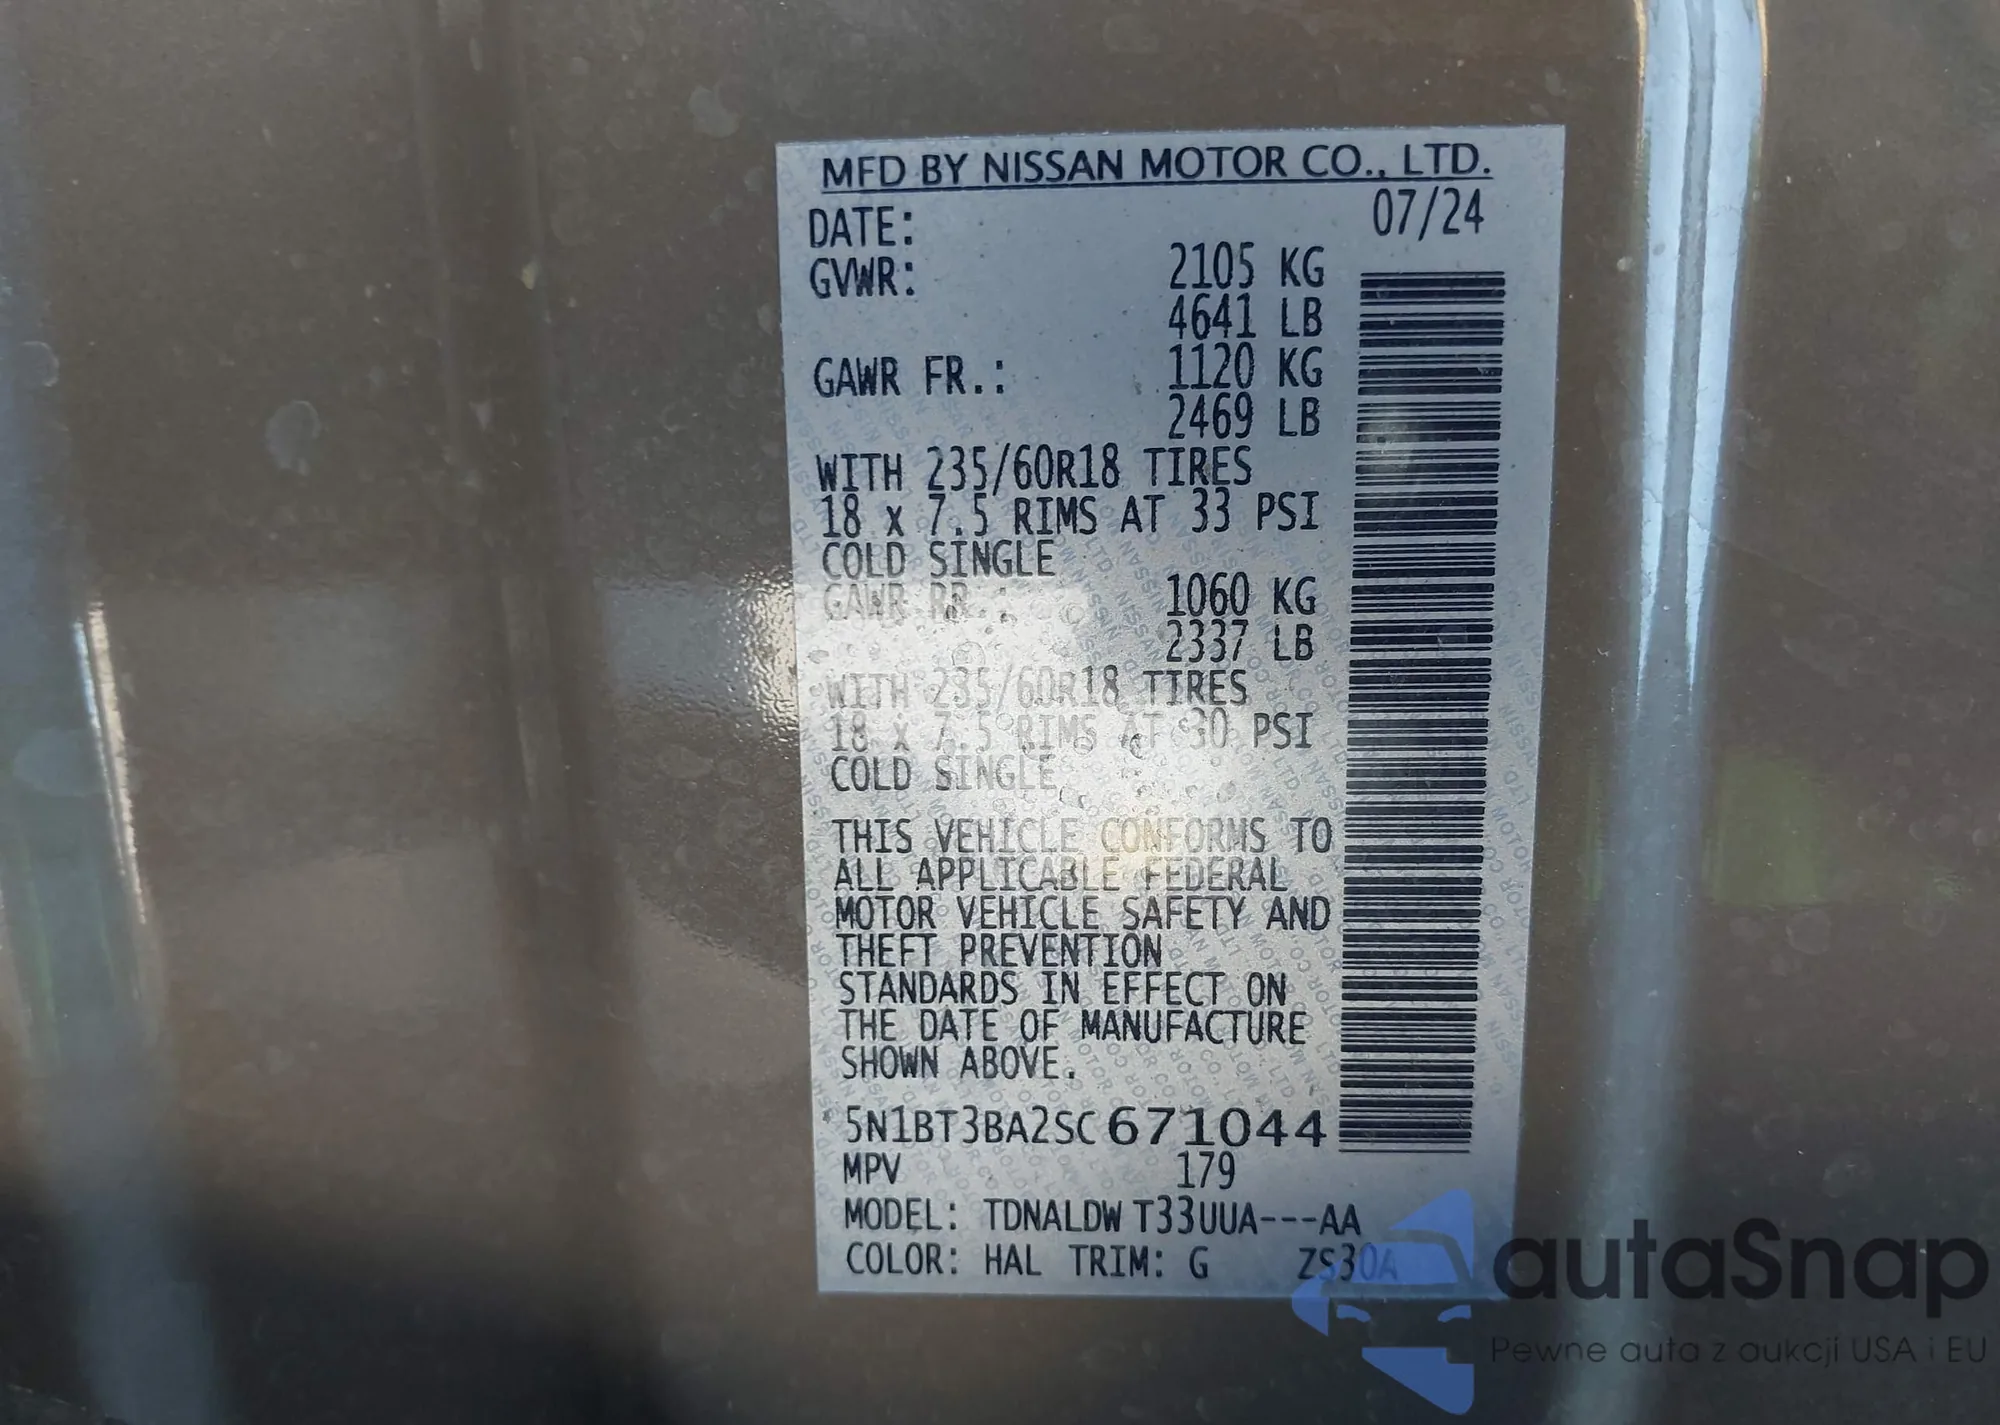 MFD BY NISSAN MOTOR CO., LTD.
DATE: 07/24
GVWR: 2105 KG
4641 LB
GAWR FR.: 1120 KG
2469 LB
WITH 235/60R18 TIRES
18 x 7.5 RIMS AT 33 PSI
COLD SINGLE
GAWR RR.: 1060 KG
2337 LB
WITH 235/60R18 TIRES
18 x 7.5 RIMS AT 30 PSI
COLD SINGLE
THIS VEHICLE CONFORMS TO
ALL APPLICABLE FEDERAL
MOTOR VEHICLE SAFETY AND
THEFT PREVENTION
STANDARDS IN EFFECT ON
THE DATE OF MANUFACTURE
SHOWN ABOVE.
5N1BT3BA2SC671044
MPV 179
MODEL: TDNALDW T33UUA---AA
COLOR: HAL TRIM: G ZS30A
autoSnap
Pewne auta z aukcji USA i EU